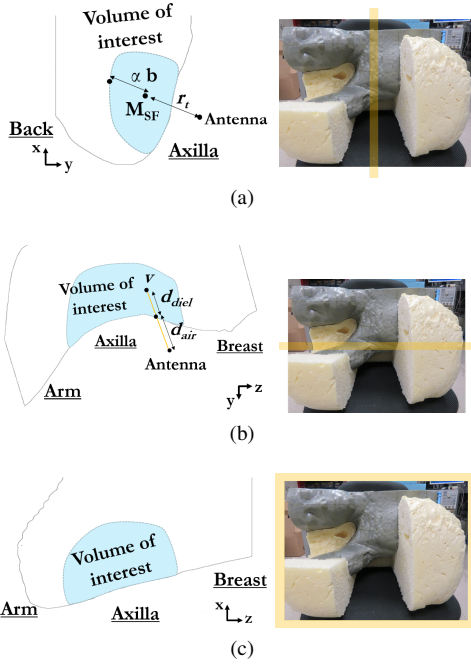 Volume of
interest
α b
M_SF
r_t
Antenna
Back
x
y
Axilla
(a)
v
Volume of
interest
d_diel
d_air
Axilla
Antenna
Breast
Arm
z
y
(b)
Volume of
interest
Breast
Arm
Axilla
x
z
(c)